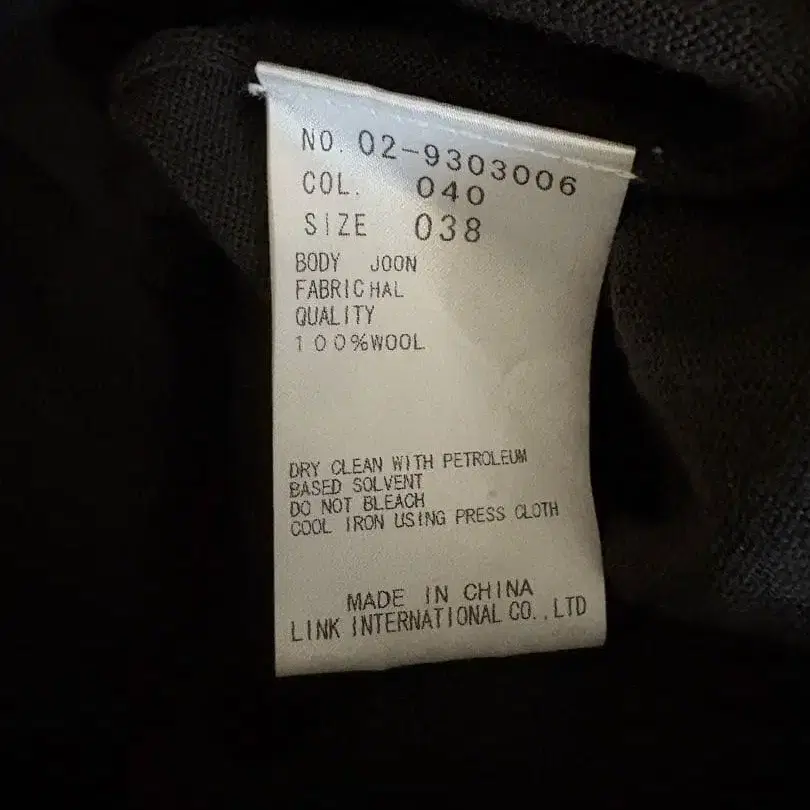 NO. 02-9303006
COL. 040
SIZE 038
BODY JOON
FABRIC HAL
QUALITY
100%WOOL
DRY CLEAN WITH PETROLEUM
BASED SOLVENT
DO NOT BLEACH
COOL IRON USING PRESS CLOTH
MADE IN CHINA
LINK INTERNATIONAL CO.,LTD